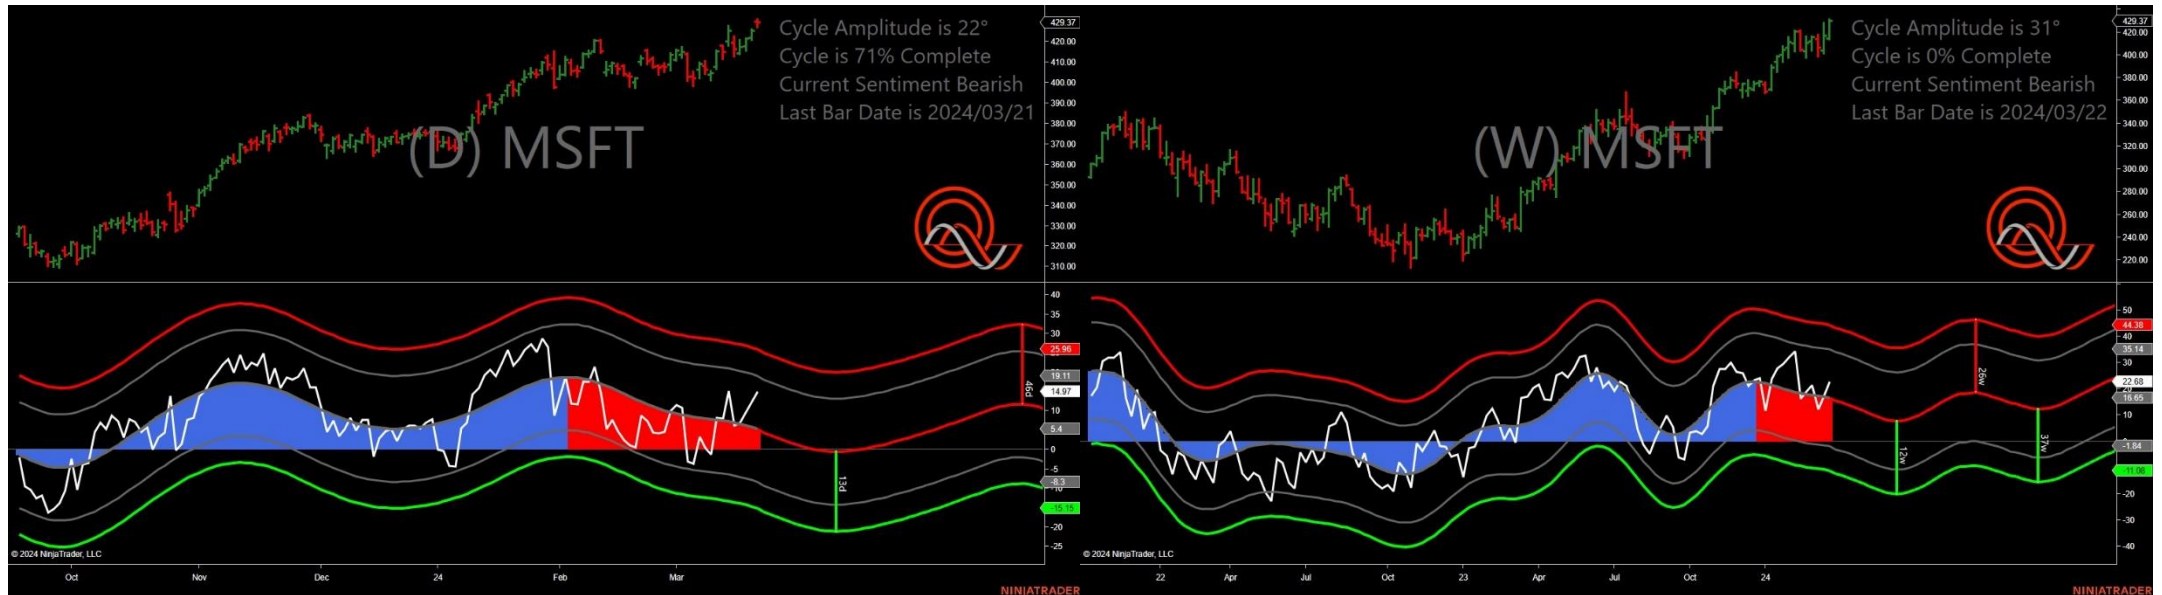 Cycle Amplitude is 22°
Cycle is 71% Complete
Current Sentiment Bearish
Last Bar Date is 2024/03/21
(D) MSFT
429.37
420.00
410.00
400.00
390.00
380.00
370.00
360.00
350.00
340.00
330.00
320.00
310.00
40
35
30
25.96
19.11
14.97
10
5.4
0
-5
-8.3
-15.15
-20
-25
46d
13d
© 2024 NinjaTrader, LLC
Oct Nov Dec 24 Feb Mar
NINJATRADER
Cycle Amplitude is 31°
Cycle is 0% Complete
Current Sentiment Bearish
Last Bar Date is 2024/03/22
(W) MSFT
429.37
420.00
400.00
380.00
360.00
340.00
320.00
300.00
280.00
260.00
240.00
220.00
50
44.38
40
35.14
30
22.68
16.65
10
-1.84
-11.06
-20
-30
-40
12w
26w
37w
© 2024 NinjaTrader, LLC
22 Apr Jul Oct 23 Apr Jul Oct 24
NINJATRADER